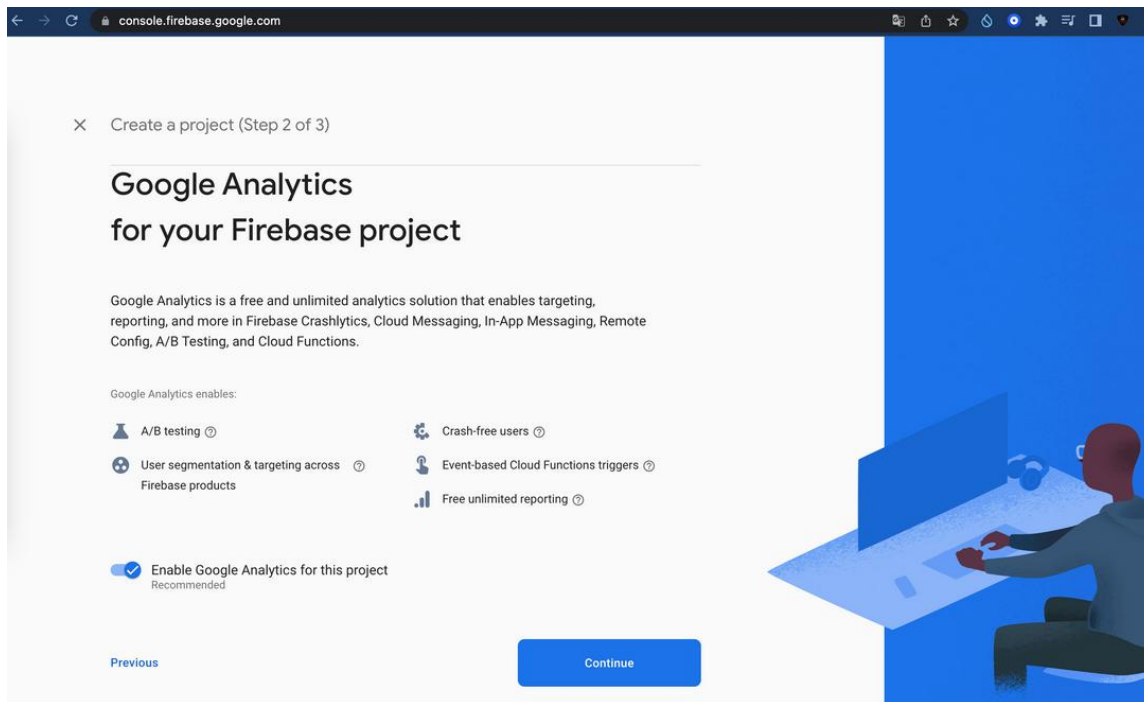 console.firebase.google.com
Create a project (Step 2 of 3)
Google Analytics
for your Firebase project
Google Analytics is a free and unlimited analytics solution that enables targeting,
reporting, and more in Firebase Crashlytics, Cloud Messaging, In-App Messaging, Remote
Config, A/B Testing, and Cloud Functions.
Google Analytics enables:
A/B testing
User segmentation & targeting across
Firebase products
Crash-free users
Event-based Cloud Functions triggers
Free unlimited reporting
Enable Google Analytics for this project
Recommended
Previous
Continue